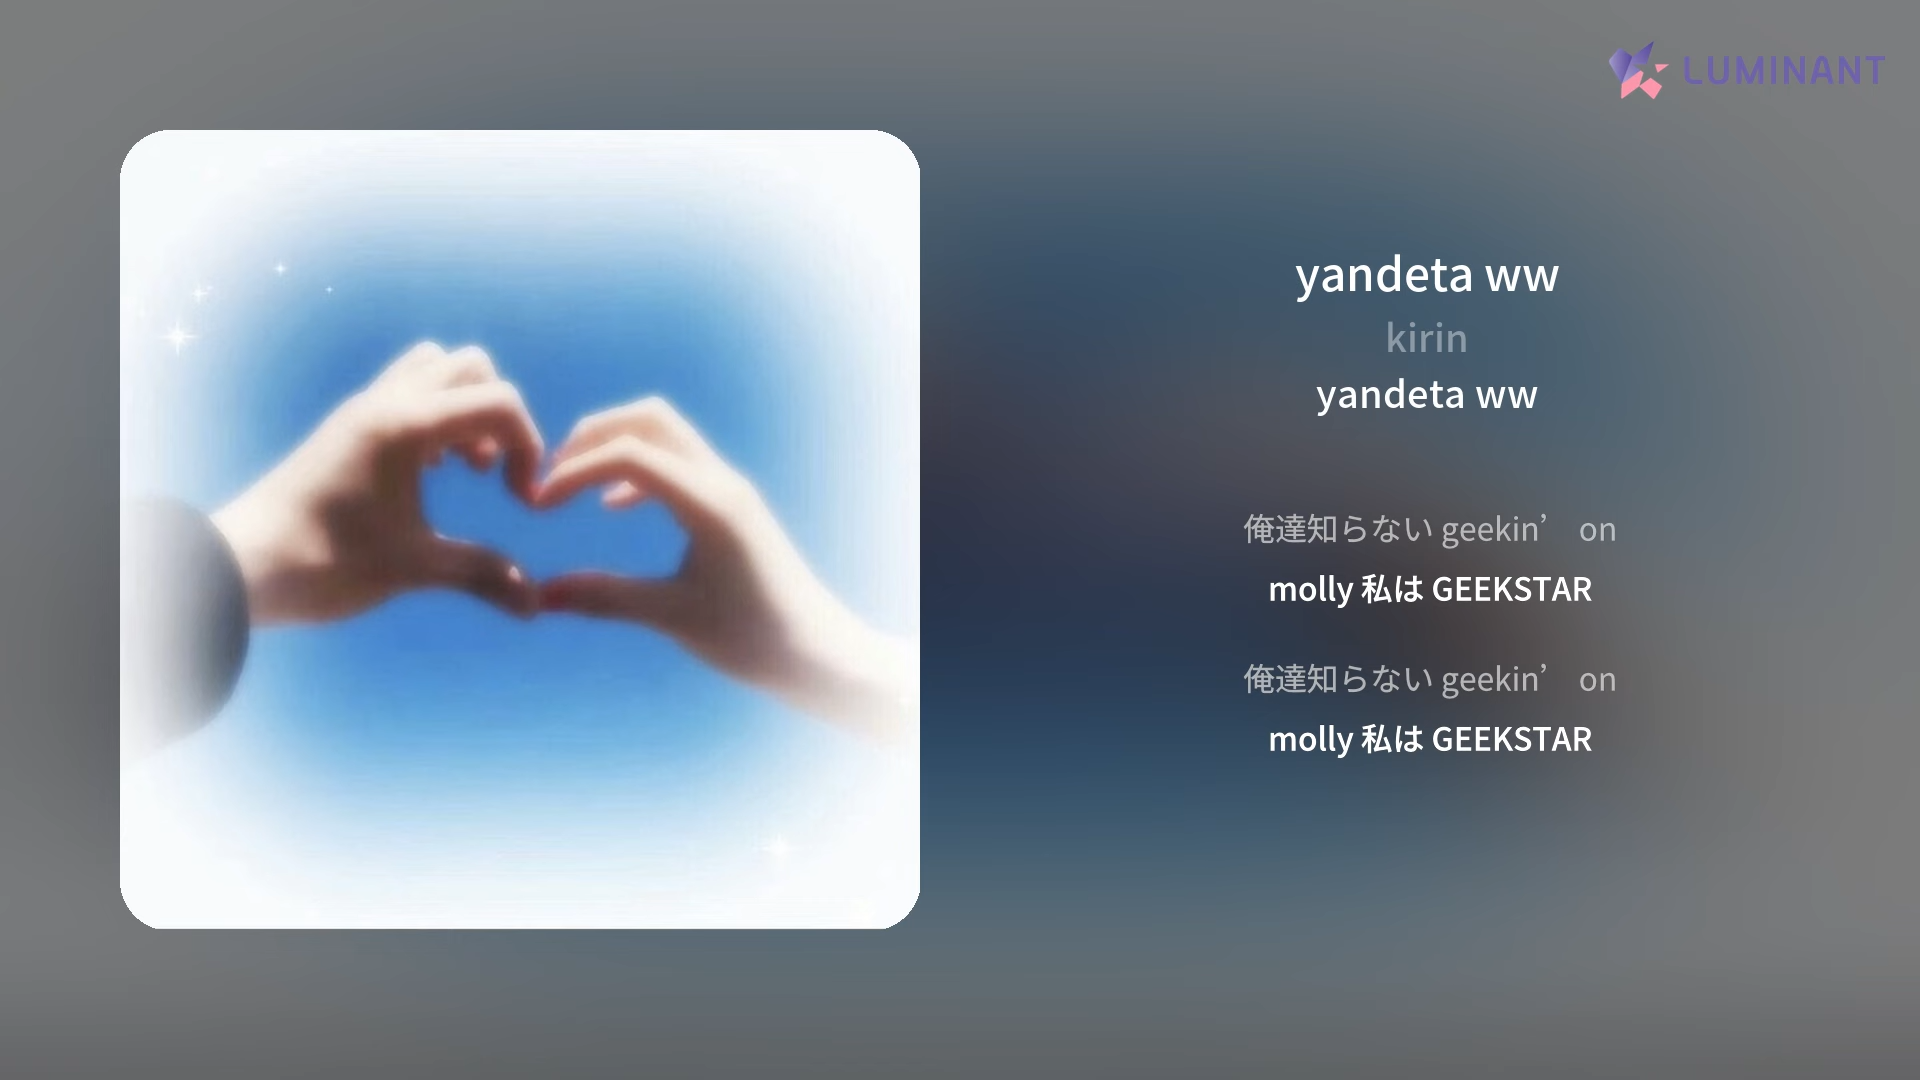 LUMINANT
yandeta ww
kirin
yandeta ww
俺達知らない geekin’ on
molly 私は GEEKSTAR
俺達知らない geekin’ on
molly 私は GEEKSTAR